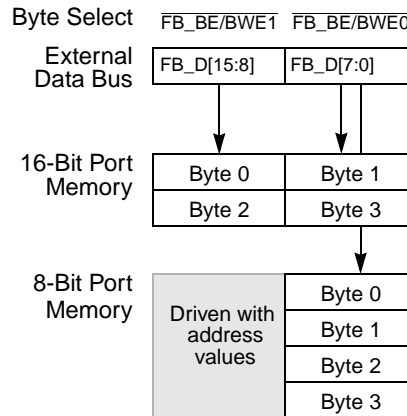 Byte Select FB_BE/BWE1 FB_BE/BWE0
External Data Bus FB_D[15:8] FB_D[7:0]
16-Bit Port Memory
Byte 0 Byte 1
Byte 2 Byte 3
8-Bit Port Memory
Driven with address values
Byte 0
Byte 1
Byte 2
Byte 3